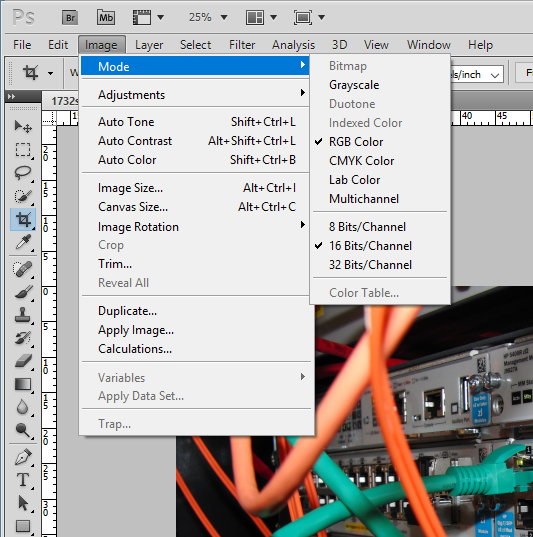 Ps Br Mb 25%
File Edit Image Layer Select Filter Analysis 3D View Window Help
Mode
Adjustments
Auto Tone Shift+Ctrl+L
Auto Contrast Alt+Shift+Ctrl+L
Auto Color Shift+Ctrl+B
Image Size... Alt+Ctrl+I
Canvas Size... Alt+Ctrl+C
Image Rotation
Crop
Trim...
Reveal All
Duplicate...
Apply Image...
Calculations...
Variables
Apply Data Set...
Trap...
Bitmap
Grayscale
Duotone
Indexed Color
RGB Color
CMYK Color
Lab Color
Multichannel
8 Bits/Channel
16 Bits/Channel
32 Bits/Channel
Color Table...
els/inch
1732s
40 45